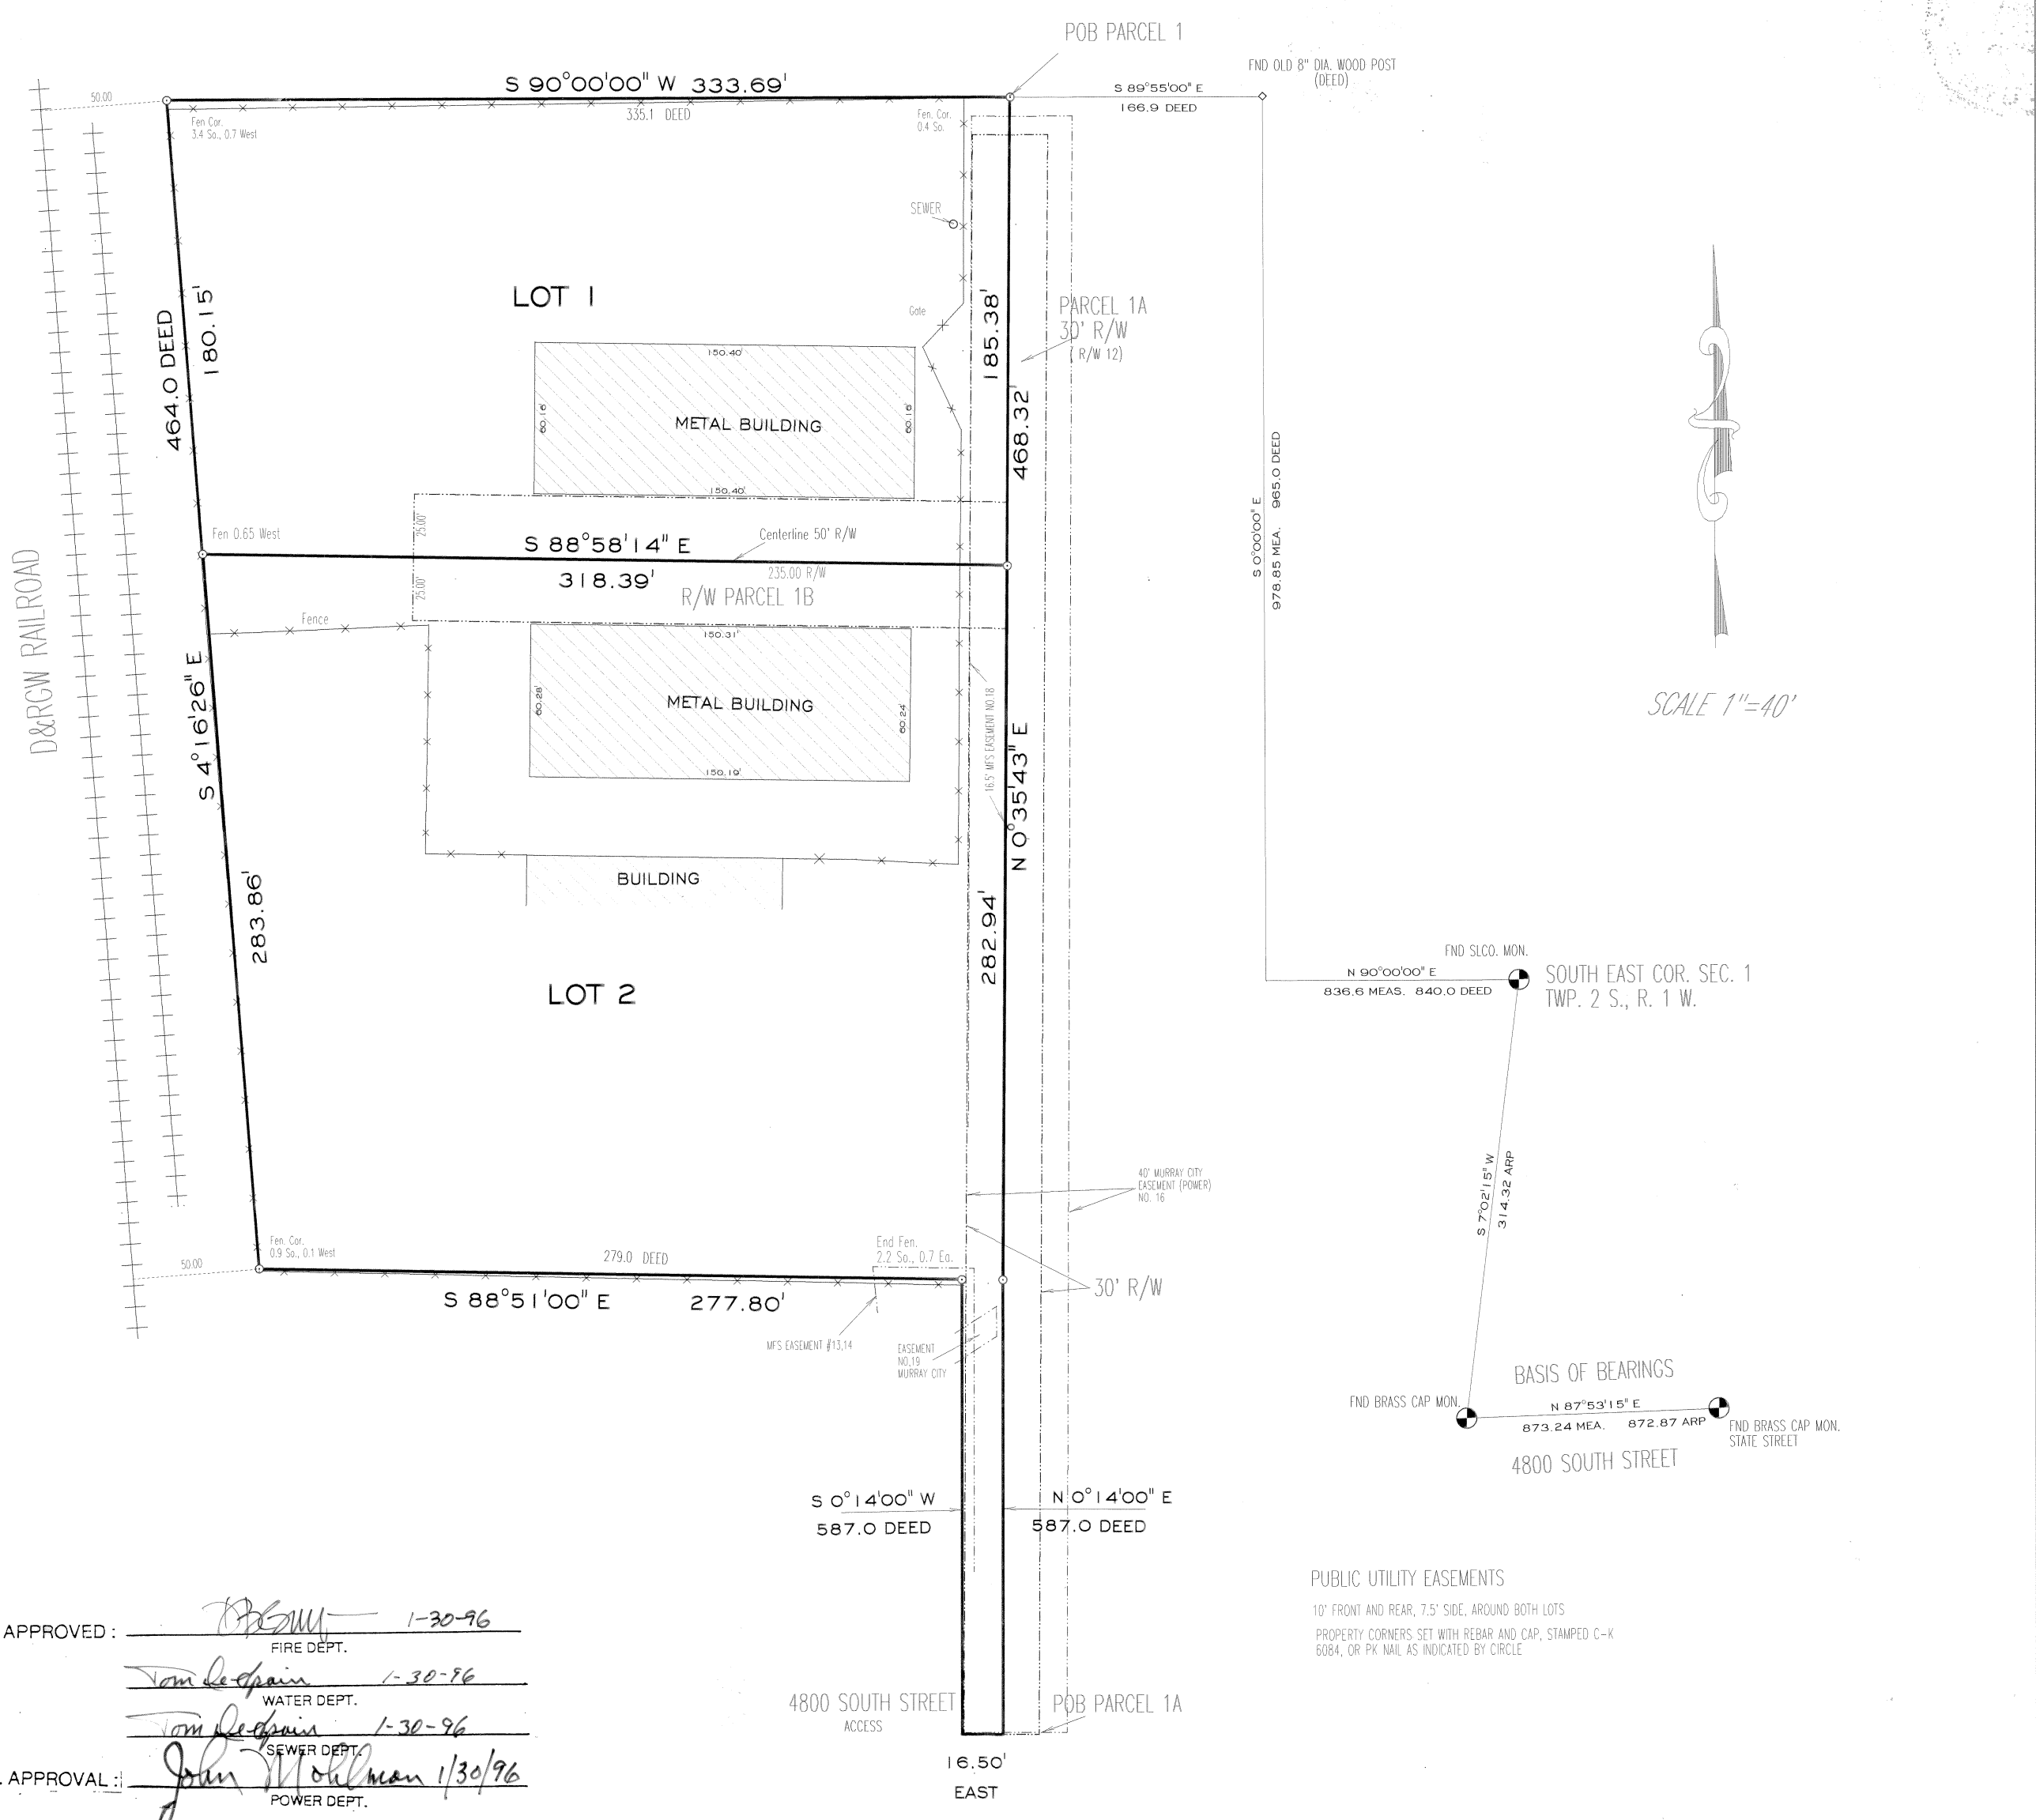 POB PARCEL 1
FND OLD 8" DIA. WOOD POST
(DEED)
S 90°00'00" W 333.69'
S 89°55'00" E
50.00
335.1 DEED
166.9 DEED
Fen Cor.
3.4 So., 0.7 West
Fen. Cor.
0.4 So.
SEWER
LOT 1
Gate
PARCEL 1A
30' R/W
( R/W 12)
464.0 DEED
180.15'
185.38'
468.32'
150.40'
60.16'
METAL BUILDING
60.16'
150.40'
S 0°00'00" E
978.85 MEA. 965.0 DEED
Fen 0.65 West
25.00'
S 88°58'14" E
Centerline 50' R/W
318.39'
235.00 R/W
25.00'
R/W PARCEL 1B
D&RGW RAILROAD
Fence
150.31'
60.28'
METAL BUILDING
60.24'
150.19'
16.5' MFS EASEMENT NO.18
S 4°16'26" E
N 0°35'43" E
SCALE 1"=40'
BUILDING
283.86'
282.94'
LOT 2
FND SLCO. MON.
N 90°00'00" E
836.6 MEAS. 840.0 DEED
SOUTH EAST COR. SEC. 1
TWP. 2 S., R. 1 W.
S 7°02'15" W
314.32 ARP
40' MURRAY CITY
EASEMENT (POWER)
NO. 16
Fen. Cor.
0.9 So., 0.1 West
50.00
279.0 DEED
End Fen.
2.2 So., 0.7 Ea.
30' R/W
S 88°51'00" E 277.80'
MFS EASEMENT #13,14
EASEMENT
NO.19
MURRAY CITY
BASIS OF BEARINGS
FND BRASS CAP MON.
N 87°53'15" E
873.24 MEA. 872.87 ARP
FND BRASS CAP MON.
STATE STREET
4800 SOUTH STREET
S 0°14'00" W
587.0 DEED
N 0°14'00" E
587.0 DEED
PUBLIC UTILITY EASEMENTS
10' FRONT AND REAR, 7.5' SIDE, AROUND BOTH LOTS
PROPERTY CORNERS SET WITH REBAR AND CAP, STAMPED C-K
6084, OR PK NAIL AS INDICATED BY CIRCLE
APPROVED : 1-30-96
FIRE DEPT.
Tom 1-30-96
WATER DEPT.
Tom 1-30-96
SEWER DEPT.
. APPROVAL : John Mohlman 1/30/96
POWER DEPT.
4800 SOUTH STREET
ACCESS
POB PARCEL 1A
16.50'
EAST